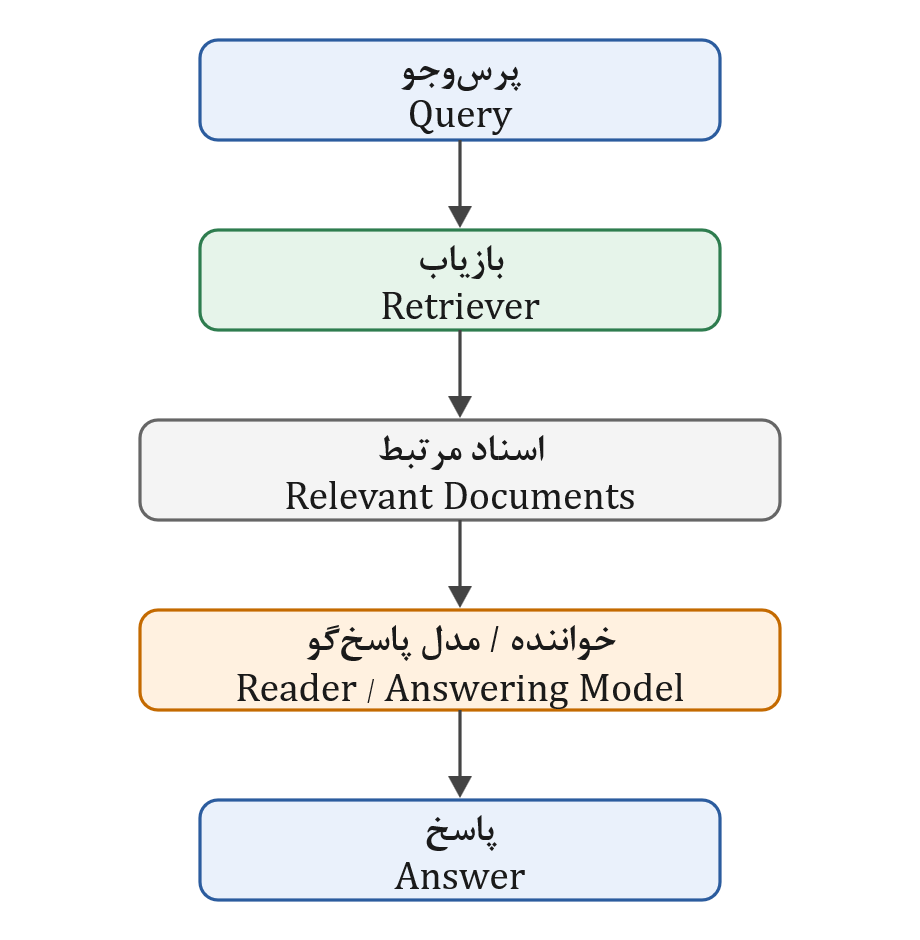 پرس‌وجو
Query
بازیاب
Retriever
اسناد مرتبط
Relevant Documents
خواننده / مدل پاسخ‌گو
Reader / Answering Model
پاسخ
Answer